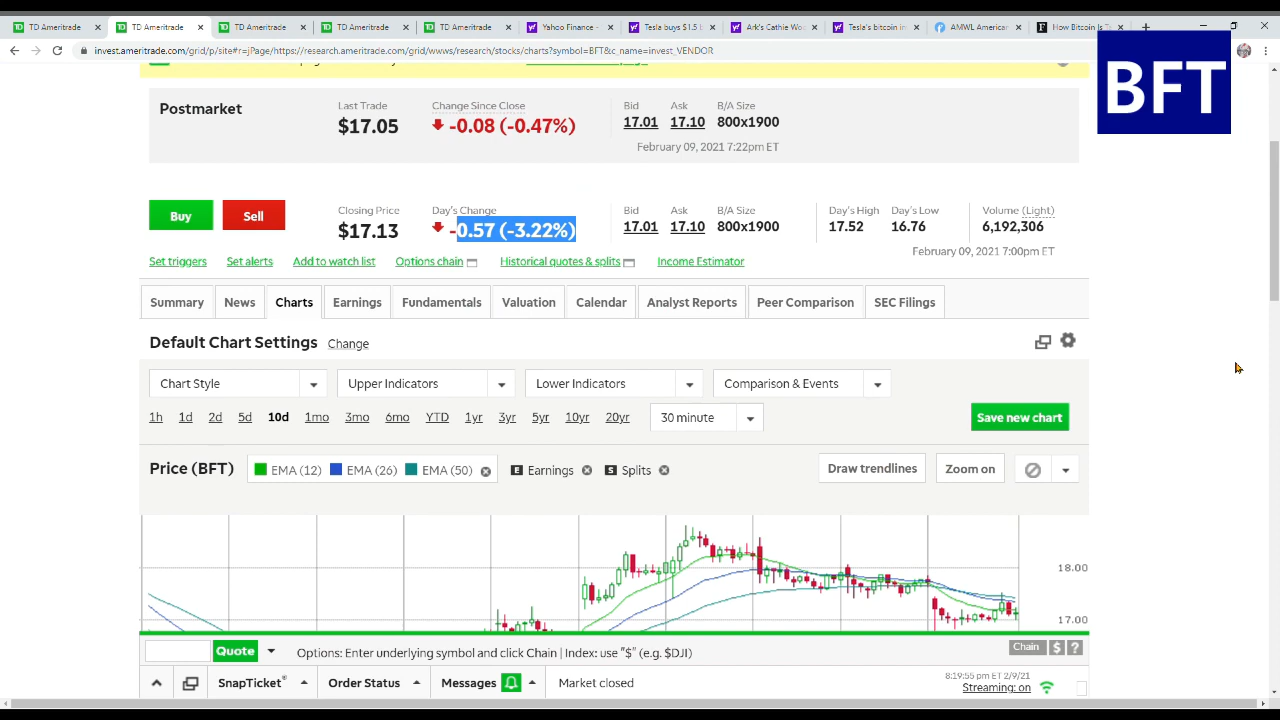 TD Ameritrade
TD Ameritrade
TD Ameritrade
TD Ameritrade
TD Ameritrade
Yahoo Finance -
Tesla buys $1.5 b
Ark's Cathie Woo
Tesla's bitcoin in
AMWL American
How Bitcoin Is T
invest.ameritrade.com/grid/p/site#r=jPage/https://research.ameritrade.com/grid/wwws/research/stocks/charts?symbol=BFT&c_name=invest_VENDOR
BFT
Postmarket
Last Trade
Change Since Close
Bid
Ask
B/A Size
$17.05
-0.08 (-0.47%)
17.01
17.10
800x1900
February 09, 2021 7:22pm ET
Buy
Sell
Closing Price
Day's Change
Bid
Ask
B/A Size
Day's High
Day's Low
Volume (Light)
$17.13
-0.57 (-3.22%)
17.01
17.10
800x1900
17.52
16.76
6,192,306
February 09, 2021 7:00pm ET
Set triggers
Set alerts
Add to watch list
Options chain
Historical quotes & splits
Income Estimator
Summary
News
Charts
Earnings
Fundamentals
Valuation
Calendar
Analyst Reports
Peer Comparison
SEC Filings
Default Chart Settings
Change
Chart Style
Upper Indicators
Lower Indicators
Comparison & Events
1h
1d
2d
5d
10d
1mo
3mo
6mo
YTD
1yr
3yr
5yr
10yr
20yr
30 minute
Save new chart
Price (BFT)
EMA (12)
EMA (26)
EMA (50)
E
Earnings
S
Splits
Draw trendlines
Zoom on
18.00
17.00
Quote
Options: Enter underlying symbol and click Chain | Index: use "$" (e.g. $DJI)
Chain
$
?
SnapTicket®
Order Status
Messages
Market closed
8:19:55 pm ET 2/9/21
Streaming: on